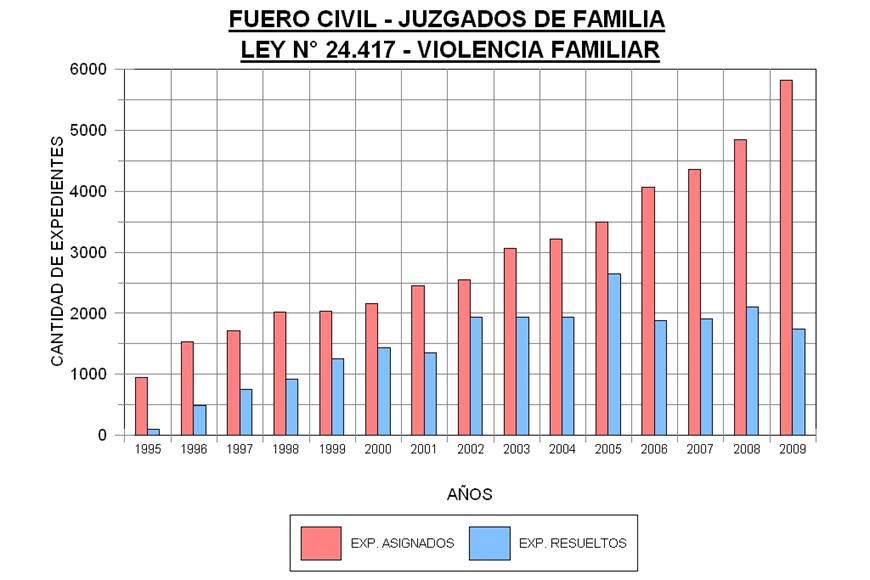 FUERO CIVIL - JUZGADOS DE FAMILIA
LEY N° 24.417 - VIOLENCIA FAMILIAR
CANTIDAD DE EXPEDIENTES
6000
5000
4000
3000
2000
1000
0
1995 1996 1997 1998 1999 2000 2001 2002 2003 2004 2005 2006 2007 2008 2009
AÑOS
EXP. ASIGNADOS EXP. RESUELTOS